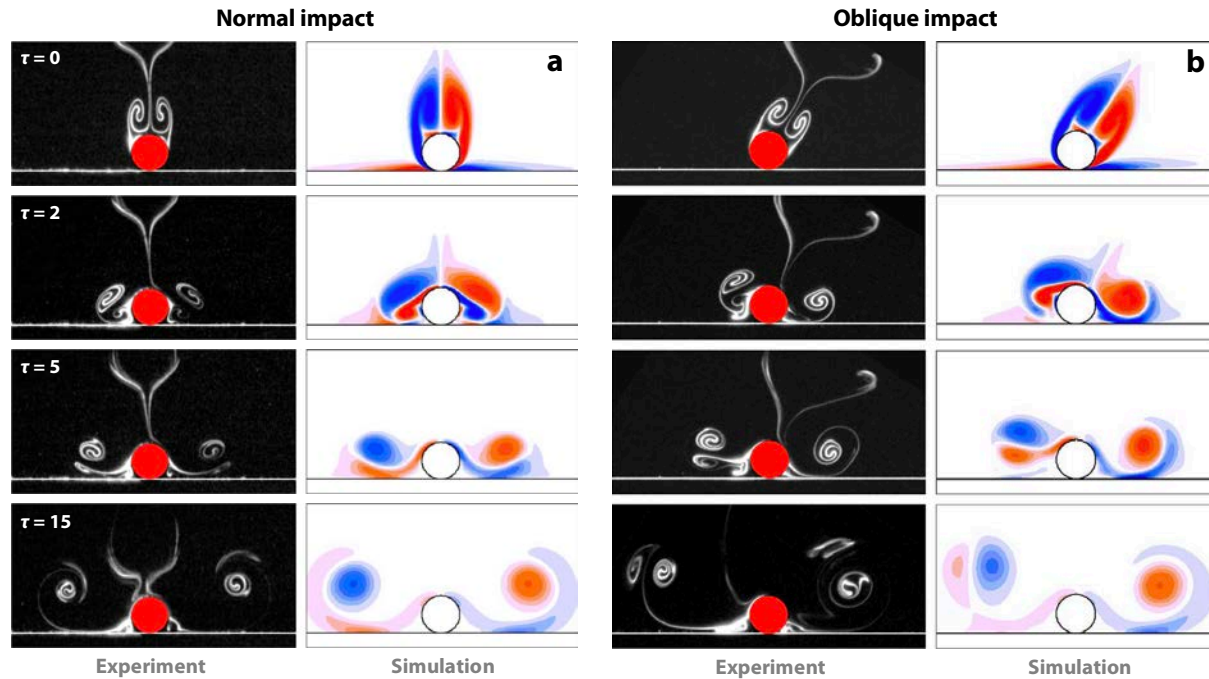 Normal impact
Oblique impact
τ = 0
a
b
τ = 2
τ = 5
τ = 15
Experiment
Simulation
Experiment
Simulation